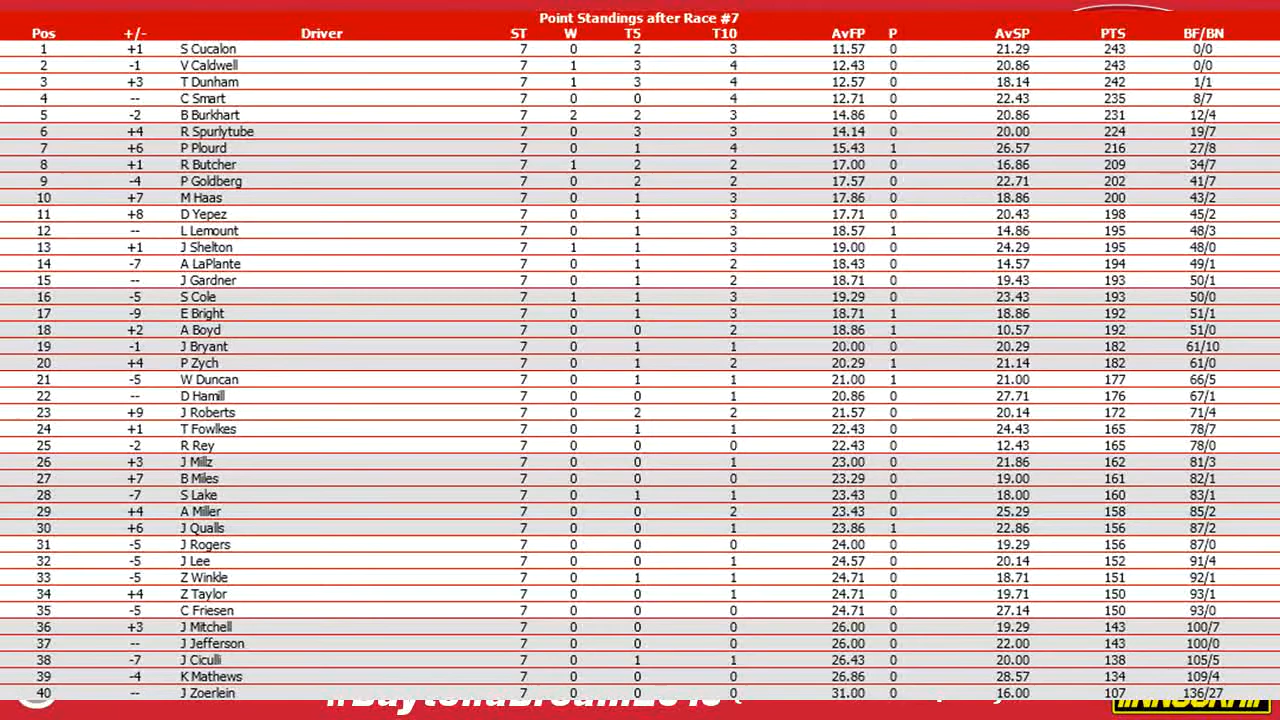 Point Standings after Race #7
Pos +/- Driver ST W T5 T10 AvFP P AvSP PTS BF/BN
1 +1 S Cucalon 7 0 2 3 11.57 0 21.29 243 0/0
2 -1 V Caldwell 7 1 3 4 12.43 0 20.86 243 0/0
3 +3 T Dunham 7 1 3 4 12.57 0 18.14 242 1/1
4 -- C Smart 7 0 0 4 12.71 0 22.43 235 8/7
5 -2 B Burkhart 7 2 2 3 14.86 0 20.86 231 12/4
6 +4 R Spurlytube 7 0 3 3 14.14 0 20.00 224 19/7
7 +6 P Plourd 7 0 1 4 15.43 1 26.57 216 27/8
8 +1 R Butcher 7 1 2 2 17.00 0 16.86 209 34/7
9 -4 P Goldberg 7 0 2 2 17.57 0 22.71 202 41/7
10 +7 M Haas 7 0 1 3 17.86 0 18.86 200 43/2
11 +8 D Yepez 7 0 1 3 17.71 0 20.43 198 45/2
12 -- L Lemount 7 0 1 3 18.57 1 14.86 195 48/3
13 +1 J Shelton 7 1 1 3 19.00 0 24.29 195 48/0
14 -7 A LaPlante 7 0 1 2 18.43 0 14.57 194 49/1
15 -- J Gardner 7 0 1 2 18.71 0 19.43 193 50/1
16 -5 S Cole 7 1 1 3 19.29 0 23.43 193 50/0
17 -9 E Bright 7 0 1 3 18.71 1 18.86 192 51/1
18 +2 A Boyd 7 0 0 2 18.86 1 10.57 192 51/0
19 -1 J Bryant 7 0 1 1 20.00 0 20.29 182 61/10
20 +4 P Zych 7 0 1 2 20.29 1 21.14 182 61/0
21 -5 W Duncan 7 0 1 1 21.00 1 21.00 177 66/5
22 -- D Hamill 7 0 0 1 20.86 0 27.71 176 67/1
23 +9 J Roberts 7 0 2 2 21.57 0 20.14 172 71/4
24 +1 T Fowlkes 7 0 1 1 22.43 0 24.43 165 78/7
25 -2 R Rey 7 0 0 0 22.43 0 12.43 165 78/0
26 +3 J Millz 7 0 0 1 23.00 0 21.86 162 81/3
27 +7 B Miles 7 0 0 0 23.29 0 19.00 161 82/1
28 -7 S Lake 7 0 1 1 23.43 0 18.00 160 83/1
29 +4 A Miller 7 0 0 2 23.43 0 25.29 158 85/2
30 +6 J Qualls 7 0 0 1 23.86 1 22.86 156 87/2
31 -5 J Rogers 7 0 0 0 24.00 0 19.29 156 87/0
32 -5 J Lee 7 0 0 1 24.57 0 20.14 152 91/4
33 -5 Z Winkle 7 0 1 1 24.71 0 18.71 151 92/1
34 +4 Z Taylor 7 0 0 1 24.71 0 19.71 150 93/1
35 -5 C Friesen 7 0 0 0 24.71 0 27.14 150 93/0
36 +3 J Mitchell 7 0 0 0 26.00 0 19.29 143 100/7
37 -- J Jefferson 7 0 0 0 26.00 0 22.00 143 100/0
38 -7 J Ciculli 7 0 1 1 26.43 0 20.00 138 105/5
39 -4 K Mathews 7 0 0 0 26.86 0 28.57 134 109/4
40 -- J Zoerlein 7 0 0 0 31.00 0 16.00 107 136/27